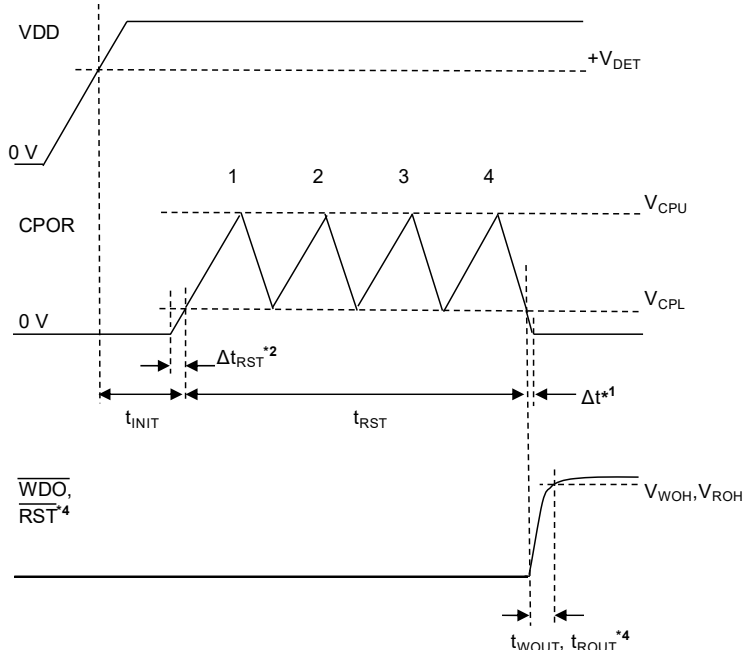 VDD
+VDET
0 V
1 2 3 4
VCPU
CPOR
VCPL
0 V
ΔtRST*2
Δt*1
tINIT
tRST
WDO,
RST*4
VWOH,VROH
tWOUT, tROUT*4